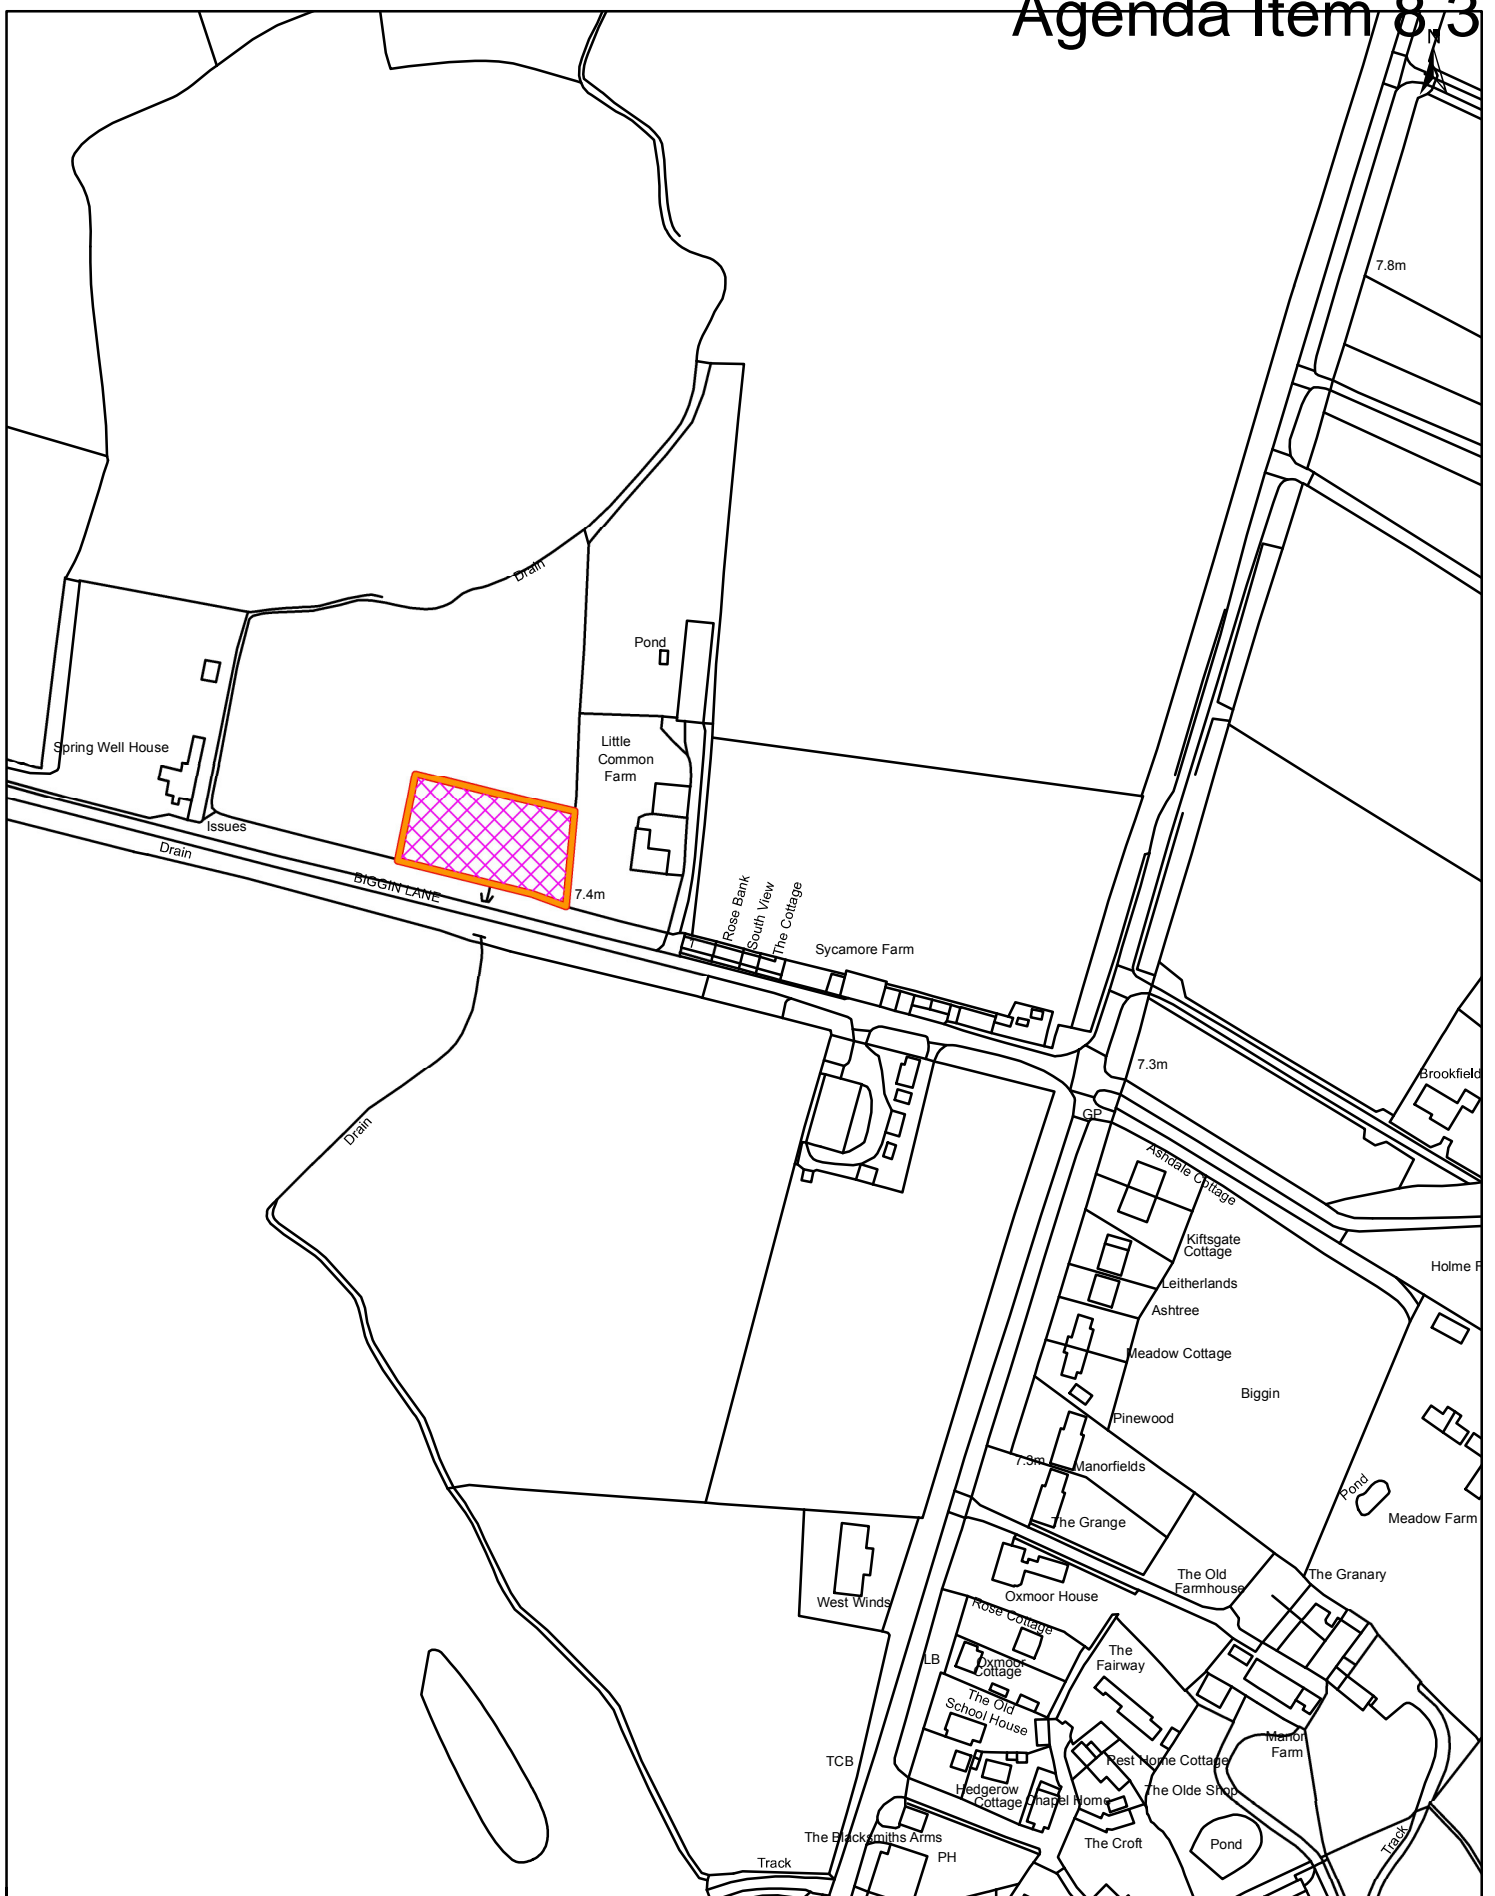 Agenda Item 8.3
N
7.8m
Drain
Pond
Spring Well House
Little
Common
Farm
Issues
Drain
BIGGIN LANE
7.4m
Rose Bank
South View
The Cottage
Sycamore Farm
7.3m
Brookfield
GP
Drain
Ashdale Cottage
Kiftsgate
Cottage
Holme F
Leitherlands
Ashtree
Meadow Cottage
Biggin
Pinewood
7.3m
Manorfields
Pond
The Grange
Meadow Farm
The Old
Farmhouse
The Granary
West Winds
Oxmoor House
Rose Cottage
LB
Oxmoor
Cottage
The
Fairway
The Old
School House
Manor
Farm
TCB
Rest Home Cottage
Hedgerow
Cottage
Chapel Home
The Olde Shop
The Blacksmiths Arms
PH
The Croft
Pond
Track
Track